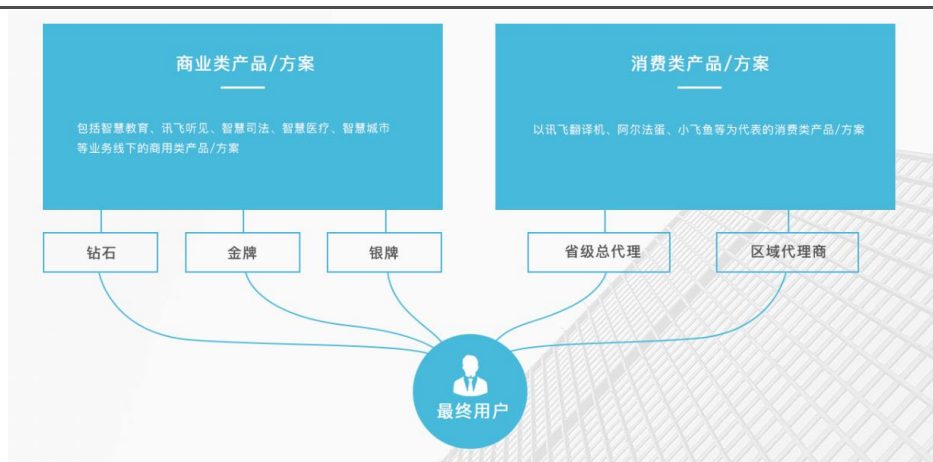 商业类产品/方案
包括智慧教育、讯飞听见、智慧司法、智慧医疗、智慧城市
等业务线下的商用类产品/方案
消费类产品/方案
以讯飞翻译机、阿尔法蛋、小飞鱼等为代表的消费类产品/方案
钻石
金牌
银牌
省级总代理
区域代理商
最终用户